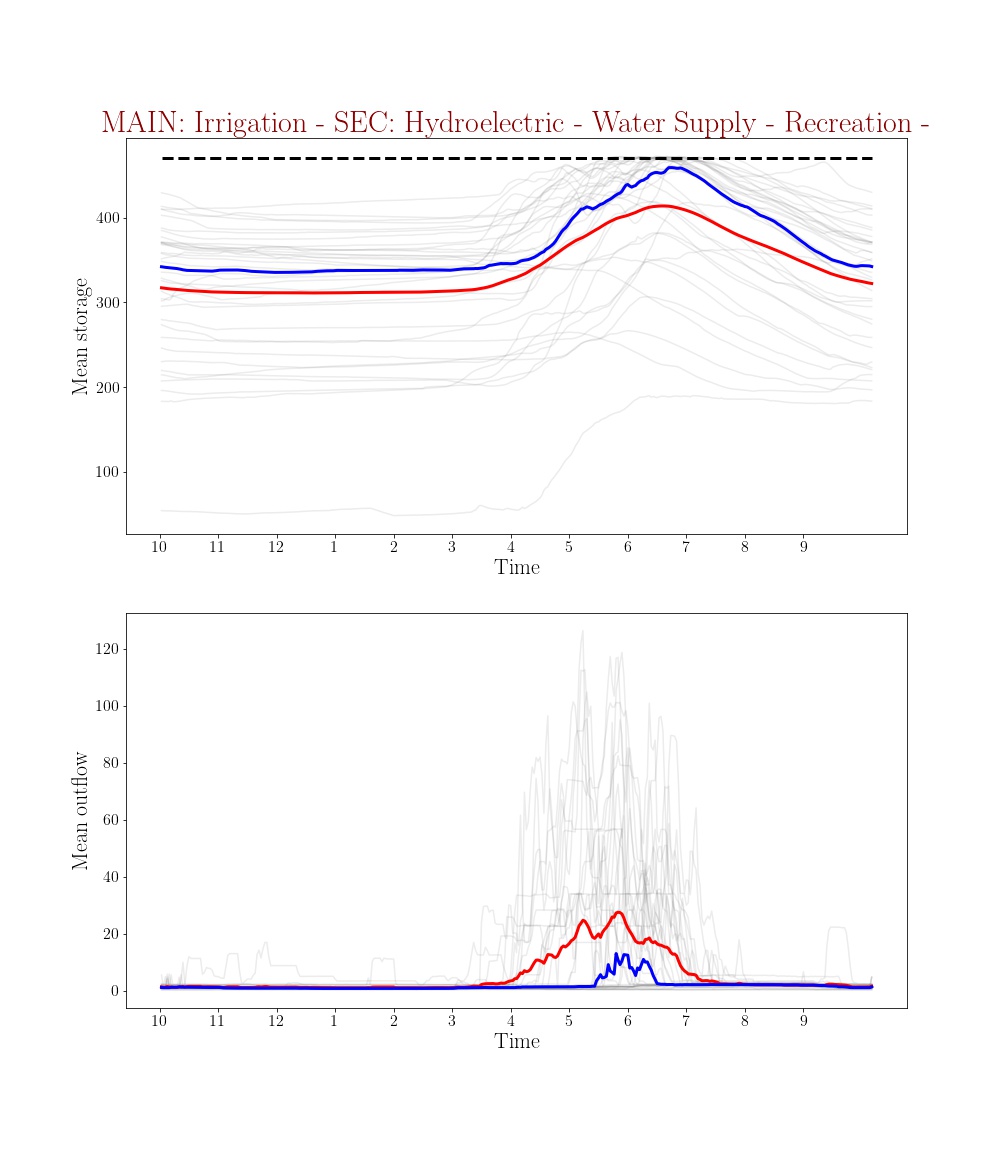 MAIN: Irrigation - SEC: Hydroelectric - Water Supply - Recreation -
Mean storage
400
300
200
100
10 11 12 1 2 3 4 5 6 7 8 9
Time
Mean outflow
120
100
80
60
40
20
0
10 11 12 1 2 3 4 5 6 7 8 9
Time